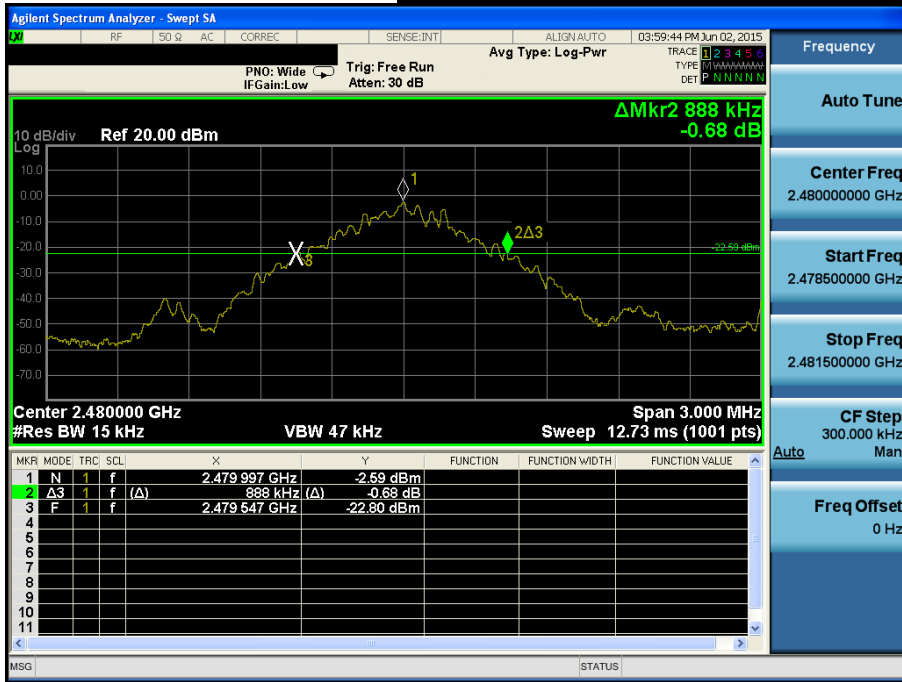 Agilent Spectrum Analyzer - Swept SA
LXI RF 50 Ω AC CORREC SENSE:INT ALIGNAUTO 03:59:44 PM Jun 02, 2015
Avg Type: Log-Pwr TRACE 1 2 3 4 5 6
PNO: Wide Trig: Free Run TYPE M WWWWW
IFGain:Low Atten: 30 dB DET P N N N N N
ΔMkr2 888 kHz
-0.68 dB
10 dB/div Ref 20.00 dBm
Log
10.0
0.00
-10.0
-20.0
-30.0
-40.0
-50.0
-60.0
-70.0
1
2Δ3
3
-22.59 dBm
Center 2.480000 GHz Span 3.000 MHz
#Res BW 15 kHz VBW 47 kHz Sweep 12.73 ms (1001 pts)
MKR MODE TRC SCL X Y FUNCTION FUNCTION WIDTH FUNCTION VALUE
1 N 1 f 2.479 997 GHz -2.59 dBm
2 Δ3 1 f (Δ) 888 kHz (Δ) -0.68 dB
3 F 1 f 2.479 547 GHz -22.80 dBm
4
5
6
7
8
9
10
11
MSG STATUS
Frequency
Auto Tune
Center Freq
2.480000000 GHz
Start Freq
2.478500000 GHz
Stop Freq
2.481500000 GHz
CF Step
300.000 kHz
Auto Man
Freq Offset
0 Hz